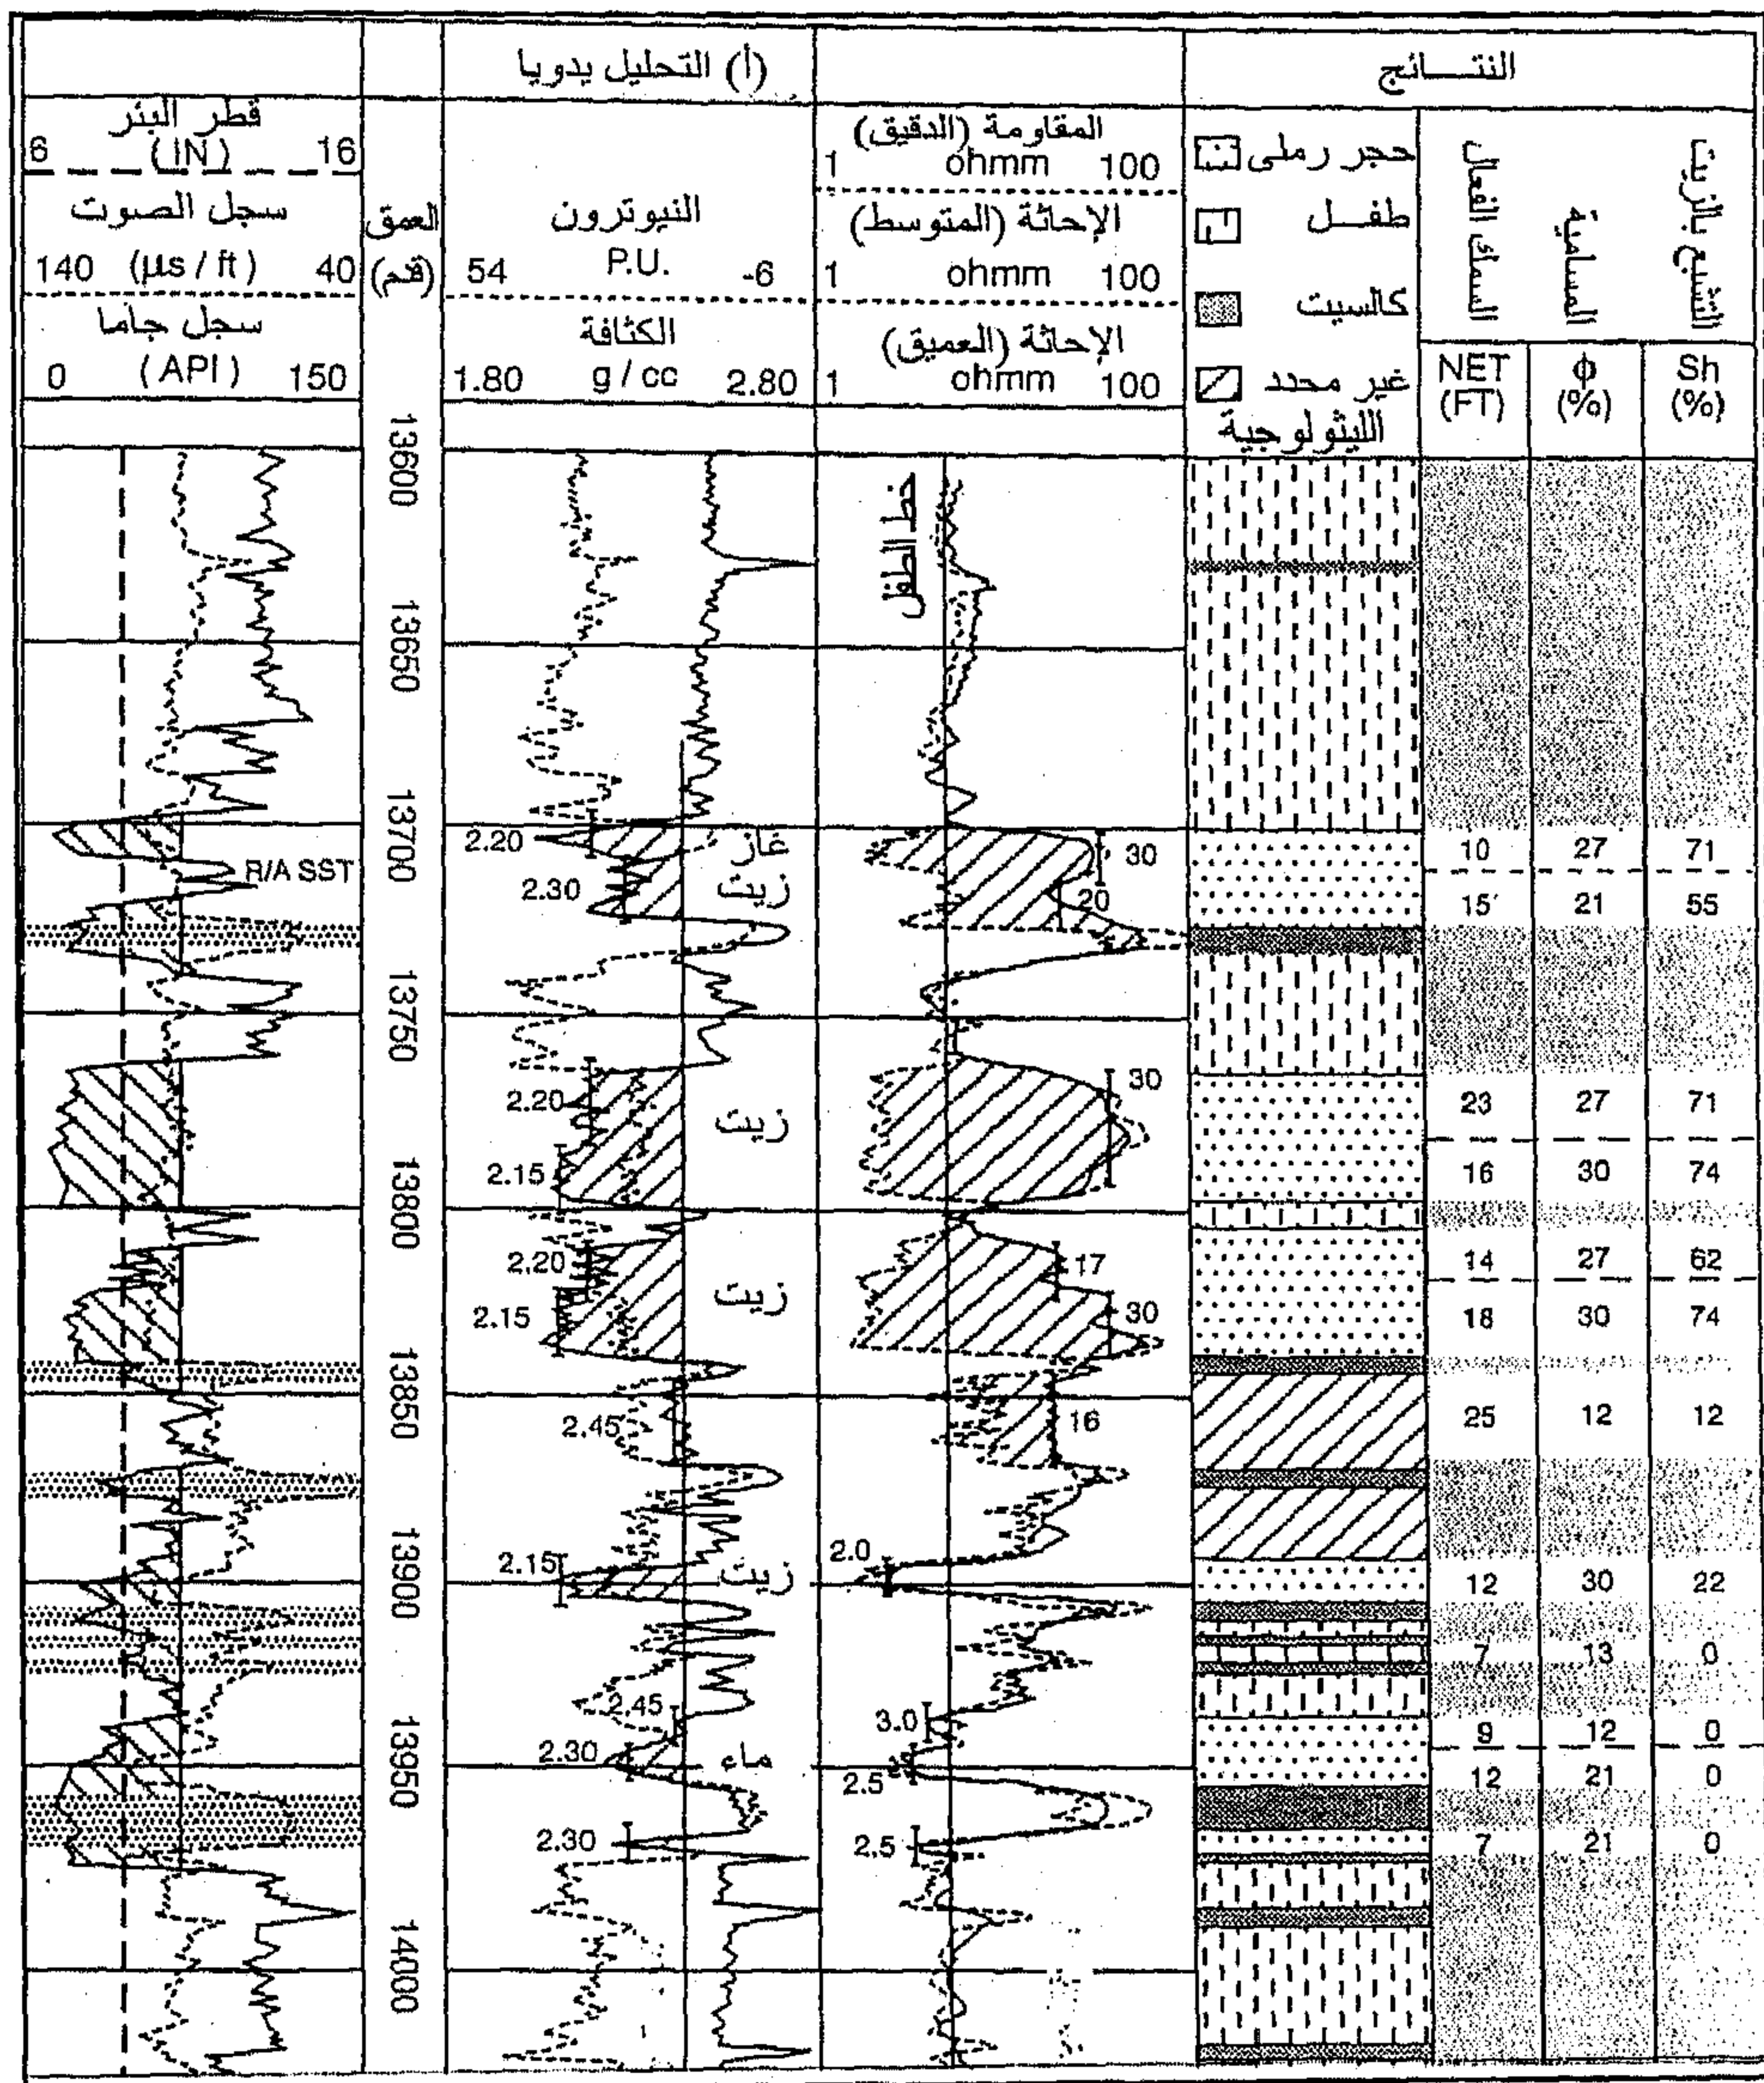 (أ) التحليل يدويا
النتـــائج
قطر البئر
6 (IN) 16
سجل الصوت
140 (µs / ft) 40
سجل جاما
0 (API) 150
العمق
(قدم)
النيوترون
54 P.U. -6
الكثافة
1.80 g / cc 2.80
المقاومة (الدقيق)
1 ohmm 100
الإحاثة (المتوسط)
1 ohmm 100
الإحاثة (العميق)
1 ohmm 100
حجر رملى
طفــل
كالسيت
غير محدد
الليثولوجية
السمك الفعال
NET
(FT)
المسامية
ϕ
(%)
التشبع بالزيت
Sh
(%)
خط الطفل
13600
13650
13700
13750
13800
13850
13900
13950
14000
R/A SST
2.20 غاز 30
2.30 زيت 20
2.20 زيت 30
2.15
2.20 زيت 17
2.15 30
2.45 16
2.15 زيت 2.0
2.45 3.0
2.30 ماء 2.5
2.30 2.5
10 27 71
15 21 55
23 27 71
16 30 74
14 27 62
18 30 74
25 12 12
12 30 22
7 13 0
9 12 0
12 21 0
7 21 0